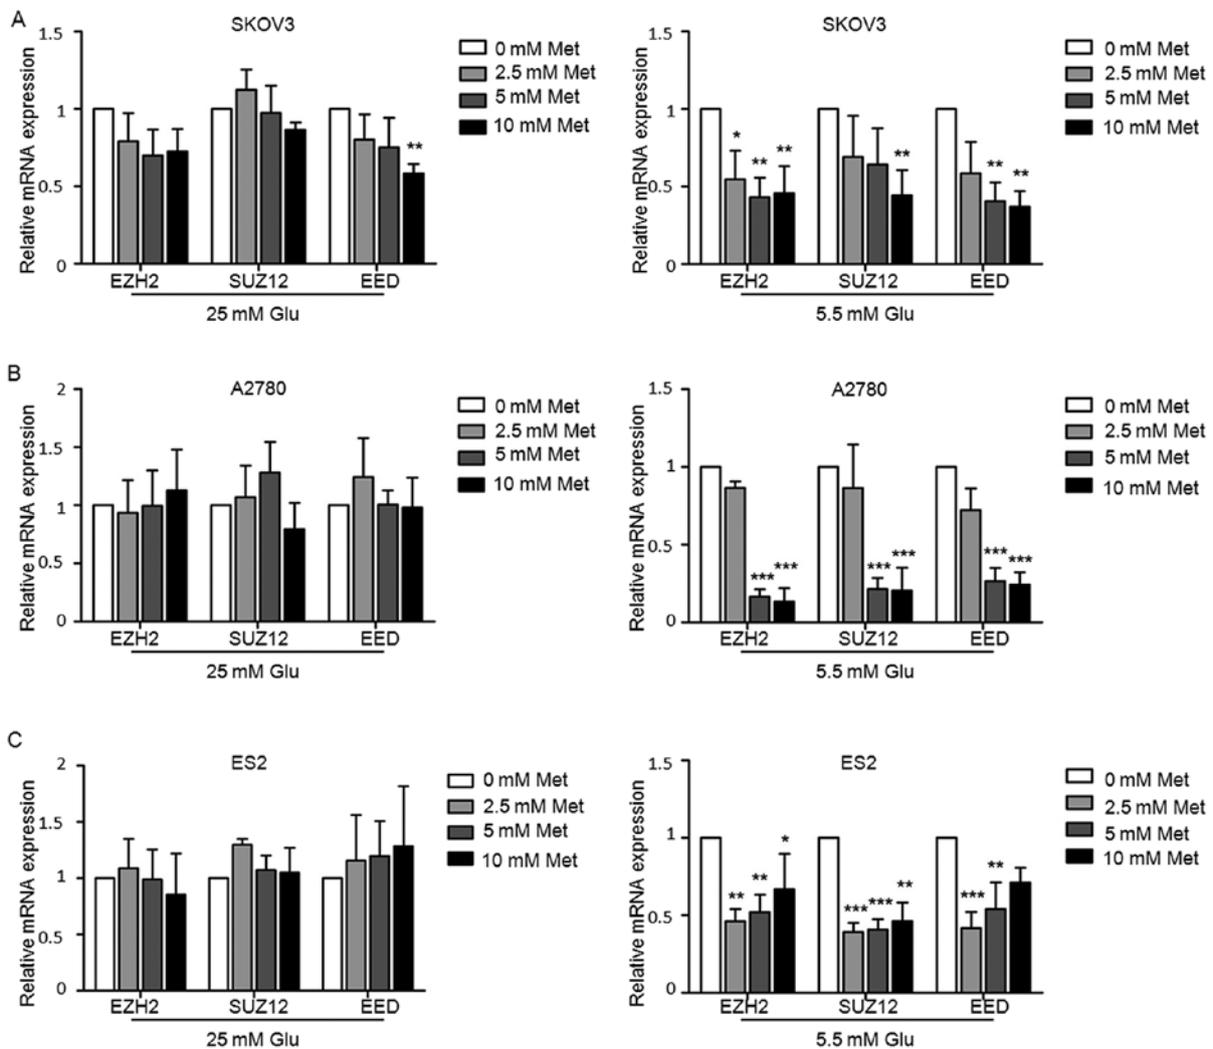 A
SKOV3
Relative mRNA expression
1.5
1
0.5
0
0 mM Met
2.5 mM Met
5 mM Met
10 mM Met
**
EZH2 SUZ12 EED
25 mM Glu
SKOV3
Relative mRNA expression
1.5
1
0.5
0
0 mM Met
2.5 mM Met
5 mM Met
10 mM Met
* ** ** ** ** **
EZH2 SUZ12 EED
5.5 mM Glu
B
A2780
Relative mRNA expression
2
1.5
1
0.5
0
0 mM Met
2.5 mM Met
5 mM Met
10 mM Met
EZH2 SUZ12 EED
25 mM Glu
A2780
Relative mRNA expression
1.5
1
0.5
0
0 mM Met
2.5 mM Met
5 mM Met
10 mM Met
*** *** *** *** *** ***
EZH2 SUZ12 EED
5.5 mM Glu
C
ES2
Relative mRNA expression
2
1.5
1
0.5
0
0 mM Met
2.5 mM Met
5 mM Met
10 mM Met
EZH2 SUZ12 EED
25 mM Glu
ES2
Relative mRNA expression
1.5
1
0.5
0
0 mM Met
2.5 mM Met
5 mM Met
10 mM Met
** ** * *** *** ** *** **
EZH2 SUZ12 EED
5.5 mM Glu